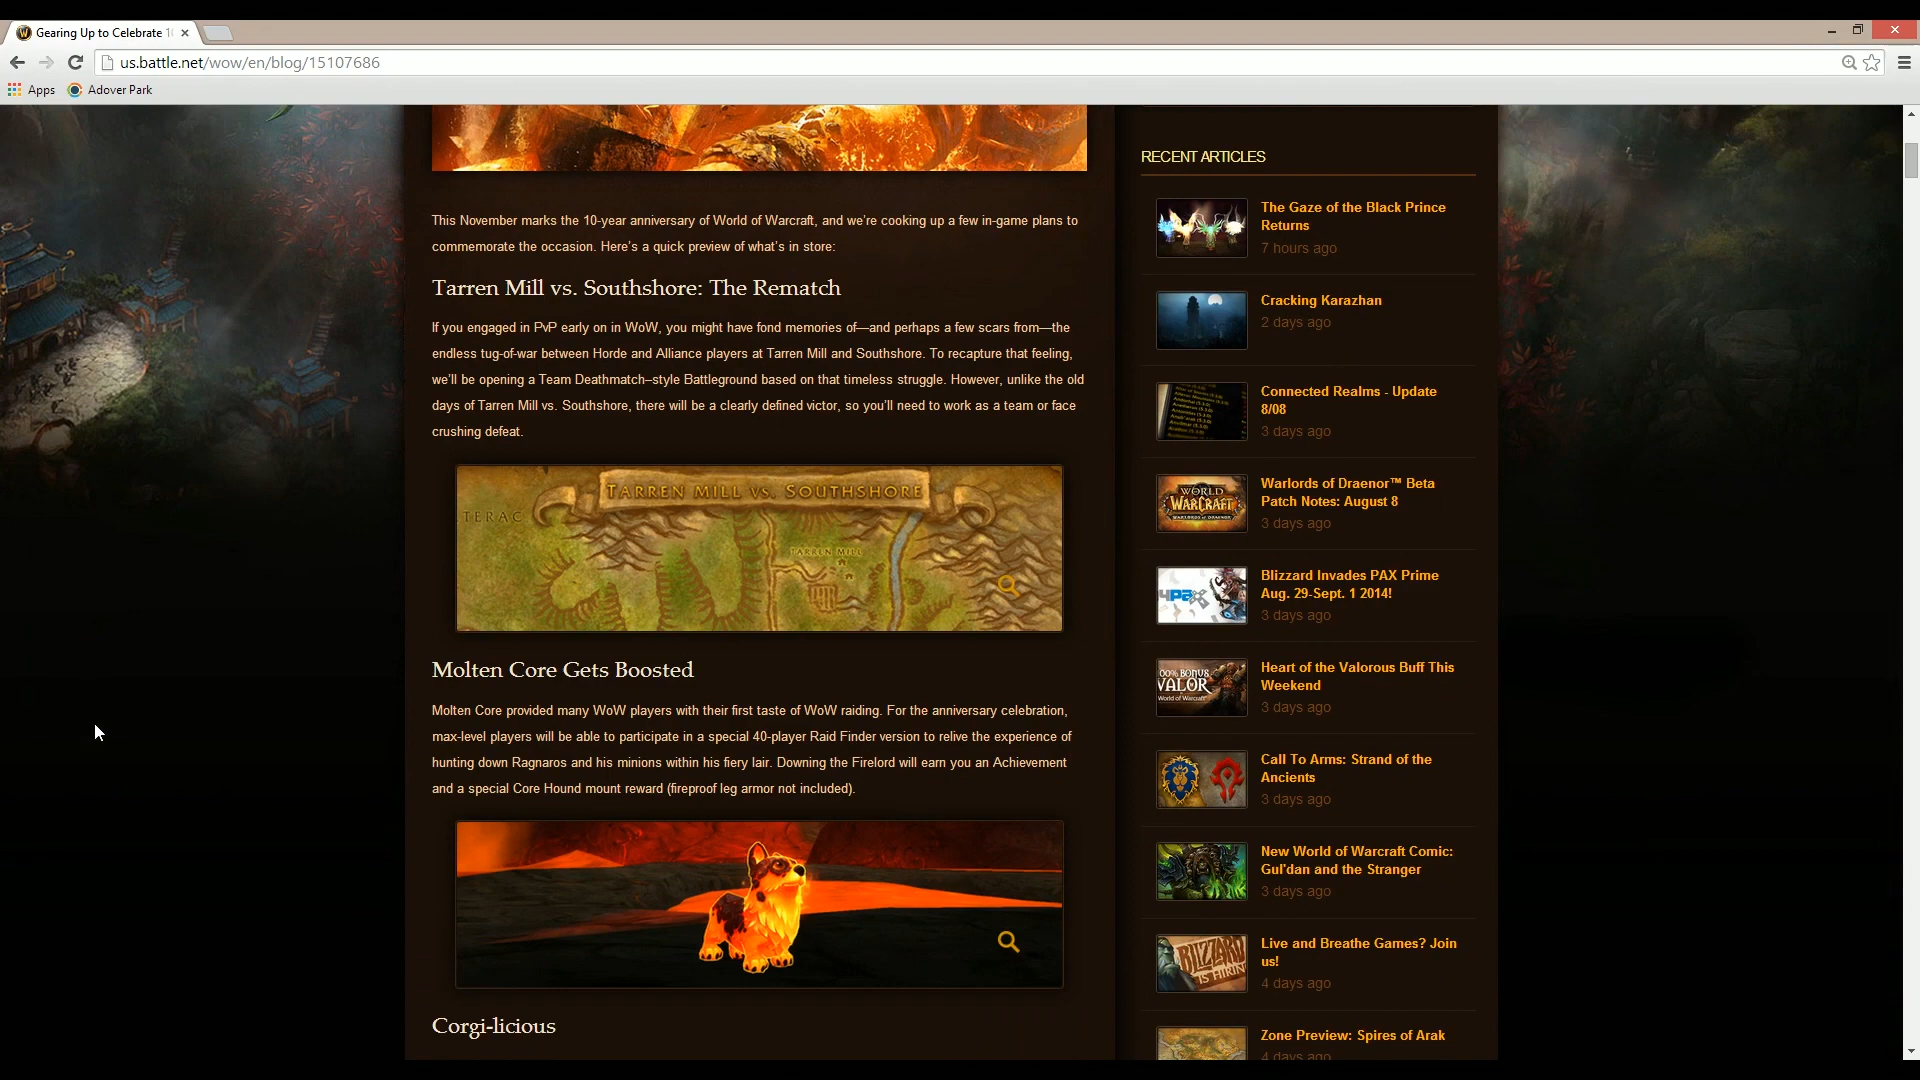 Gearing Up to Celebrate 1
us.battle.net/wow/en/blog/15107686
Apps
Adover Park
This November marks the 10-year anniversary of World of Warcraft, and we're cooking up a few in-game plans to
commemorate the occasion. Here's a quick preview of what's in store:
Tarren Mill vs. Southshore: The Rematch
If you engaged in PvP early on in WoW, you might have fond memories of—and perhaps a few scars from—the
endless tug-of-war between Horde and Alliance players at Tarren Mill and Southshore. To recapture that feeling,
we'll be opening a Team Deathmatch–style Battleground based on that timeless struggle. However, unlike the old
days of Tarren Mill vs. Southshore, there will be a clearly defined victor, so you'll need to work as a team or face
crushing defeat.
TARREN MILL VS. SOUTHSHORE
TERAC
TARREN MILL
Molten Core Gets Boosted
Molten Core provided many WoW players with their first taste of WoW raiding. For the anniversary celebration,
max-level players will be able to participate in a special 40-player Raid Finder version to relive the experience of
hunting down Ragnaros and his minions within his fiery lair. Downing the Firelord will earn you an Achievement
and a special Core Hound mount reward (fireproof leg armor not included).
Corgi-licious
RECENT ARTICLES
The Gaze of the Black Prince
Returns
7 hours ago
Cracking Karazhan
2 days ago
Connected Realms - Update
8/08
3 days ago
WORLD
WARCRAFT
WARLORDS OF DRAENOR
Warlords of Draenor™ Beta
Patch Notes: August 8
3 days ago
Blizzard Invades PAX Prime
Aug. 29-Sept. 1 2014!
3 days ago
00% BONUS
VALOR
World of Warcraft
Heart of the Valorous Buff This
Weekend
3 days ago
Call To Arms: Strand of the
Ancients
3 days ago
New World of Warcraft Comic:
Gul'dan and the Stranger
3 days ago
BLIZZARD
IS HIRIN
Live and Breathe Games? Join
us!
4 days ago
Zone Preview: Spires of Arak
4 days ago